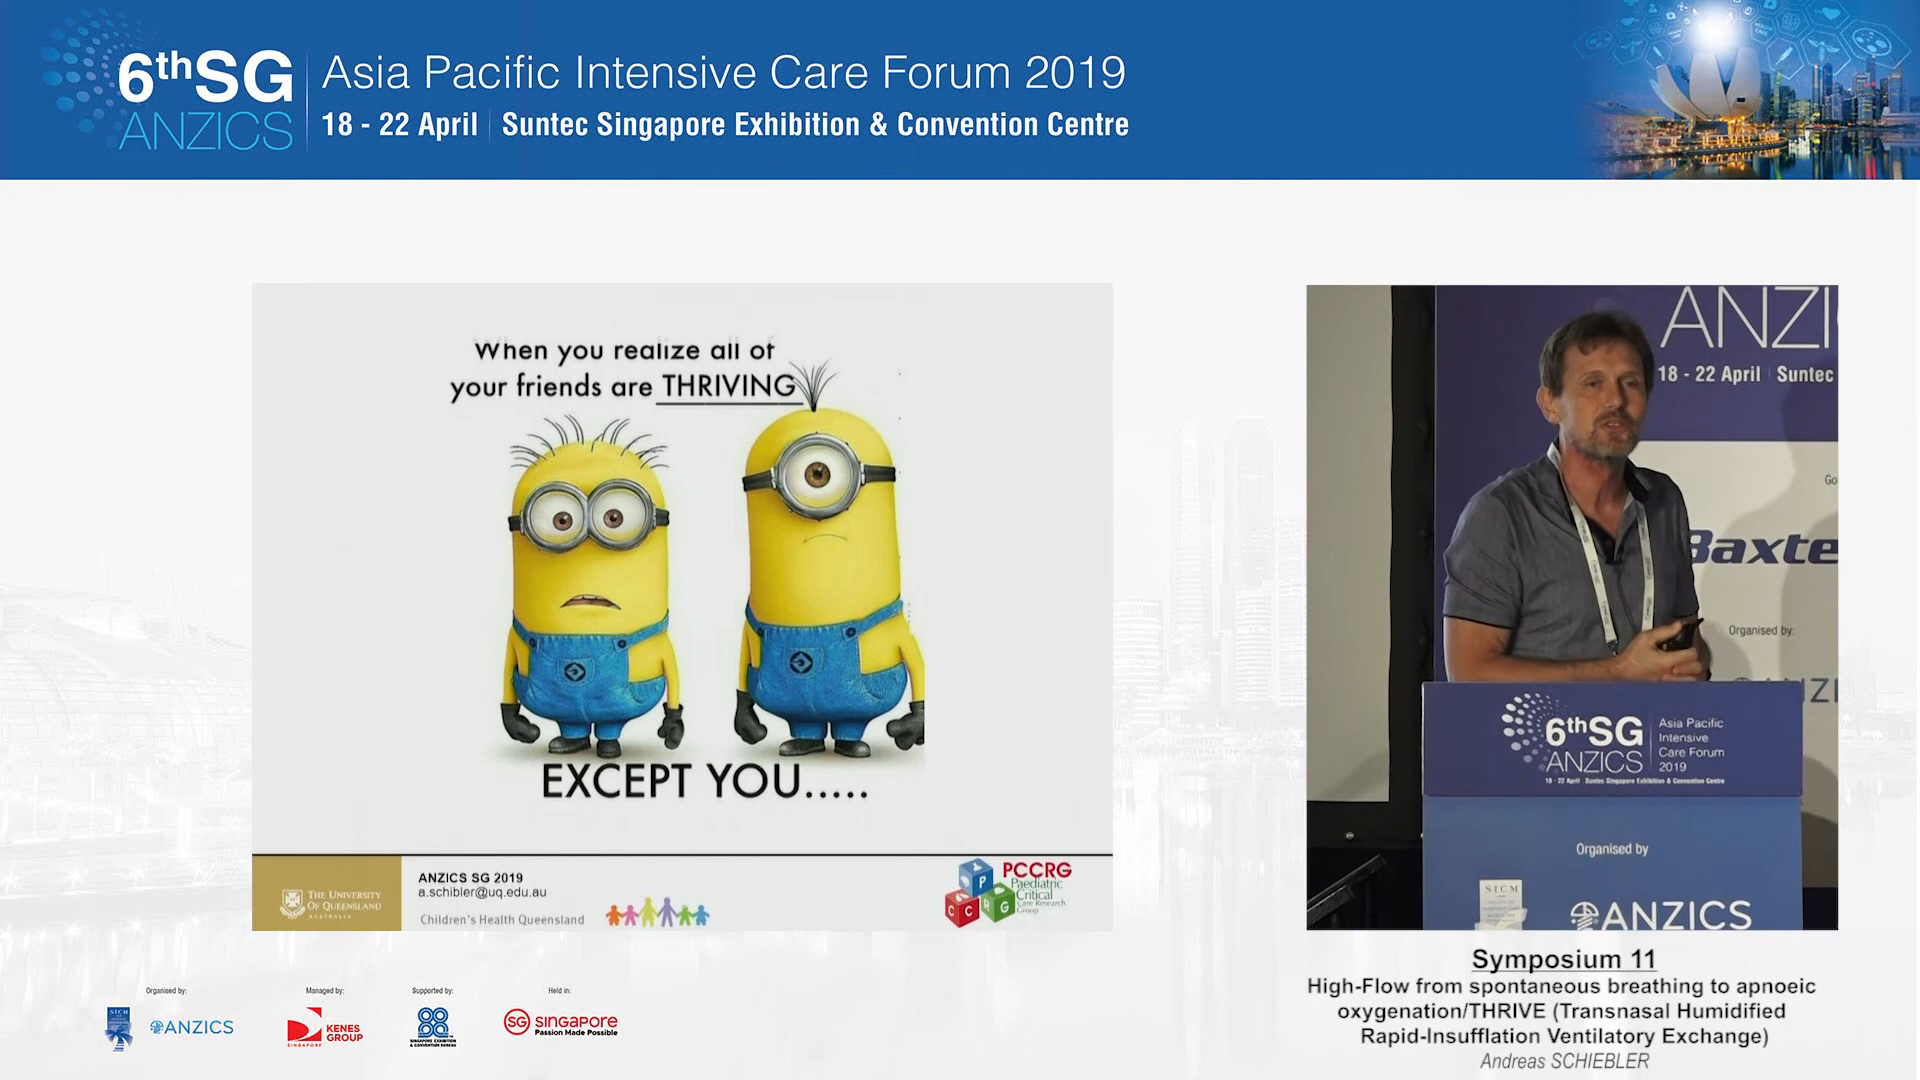 6thSG
ANZICS
Asia Pacific Intensive Care Forum 2019
18 - 22 April | Suntec Singapore Exhibition & Convention Centre
When you realize all of
your friends are THRIVING
EXCEPT YOU.....
THE UNIVERSITY
OF QUEENSLAND
AUSTRALIA
ANZICS SG 2019
a.schibler@uq.edu.au
Children's Health Queensland
P
C C R G
PCCRG
Paediatric
Critical
Care Research
Group
ANZI
18 - 22 April | Suntec
Go
Baxte
Organised by:
ANZI
6thSG
ANZICS
Asia Pacific
Intensive
Care Forum
2019
18 - 22 April Suntec Singapore Exhibition & Convention Centre
Organised by
SICM
ANZICS
Symposium 11
High-Flow from spontaneous breathing to apnoeic
oxygenation/THRIVE (Transnasal Humidified
Rapid-Insufflation Ventilatory Exchange)
Andreas SCHIEBLER
Organised by:
SICM
ANZICS
Managed by:
KENES
GROUP
SINGAPORE
Supported by:
SINGAPORE EXHIBITION
& CONVENTION BUREAU
Held in:
SG singapore
Passion Made Possible